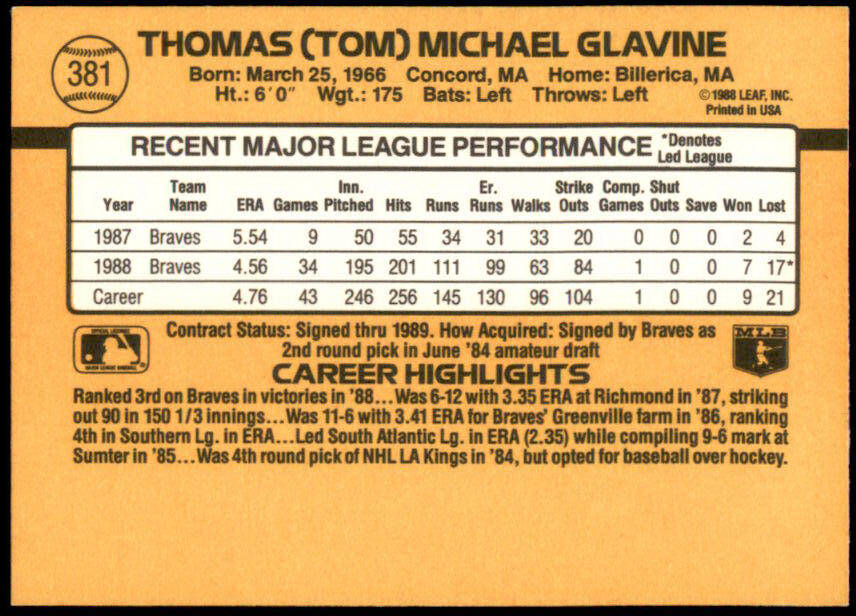 381
THOMAS (TOM) MICHAEL GLAVINE
Born: March 25, 1966 Concord, MA Home: Billerica, MA
Ht.: 6'0" Wgt.: 175 Bats: Left Throws: Left
©1988 LEAF, INC.
Printed in USA
RECENT MAJOR LEAGUE PERFORMANCE *Denotes Led League
Year Team Name ERA Games Inn. Pitched Hits Runs Er. Runs Walks Strike Outs Comp. Games Shut Outs Save Won Lost
1987 Braves 5.54 9 50 55 34 31 33 20 0 0 0 2 4
1988 Braves 4.56 34 195 201 111 99 63 84 1 0 0 7 17*
Career 4.76 43 246 256 145 130 96 104 1 0 0 9 21
OFFICIAL LICENSEE
MAJOR LEAGUE BASEBALL
Contract Status: Signed thru 1989. How Acquired: Signed by Braves as
2nd round pick in June '84 amateur draft
MLB
CAREER HIGHLIGHTS
Ranked 3rd on Braves in victories in '88...Was 6-12 with 3.35 ERA at Richmond in '87, striking
out 90 in 150 1/3 innings...Was 11-6 with 3.41 ERA for Braves' Greenville farm in '86, ranking
4th in Southern Lg. in ERA...Led South Atlantic Lg. in ERA (2.35) while compiling 9-6 mark at
Sumter in '85...Was 4th round pick of NHL LA Kings in '84, but opted for baseball over hockey.